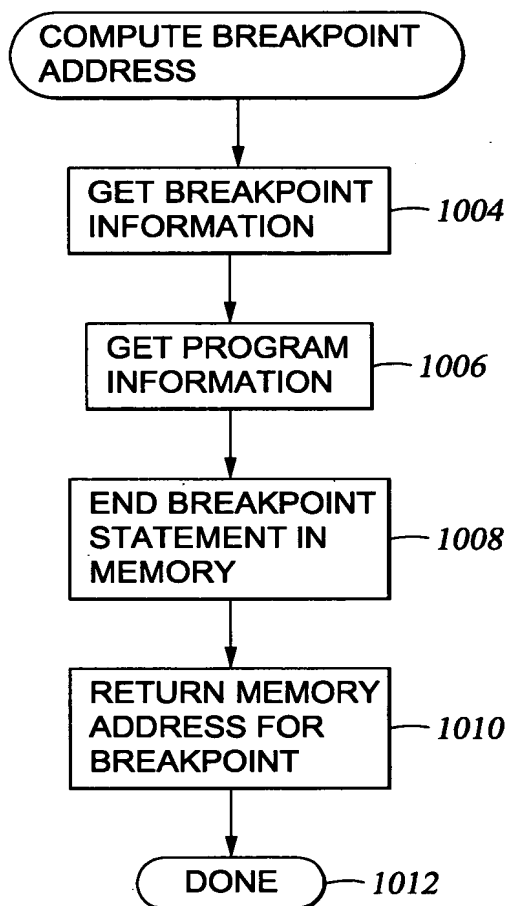 COMPUTE BREAKPOINT
ADDRESS
GET BREAKPOINT
INFORMATION
1004
GET PROGRAM
INFORMATION
1006
END BREAKPOINT
STATEMENT IN
MEMORY
1008
RETURN MEMORY
ADDRESS FOR
BREAKPOINT
1010
DONE
1012